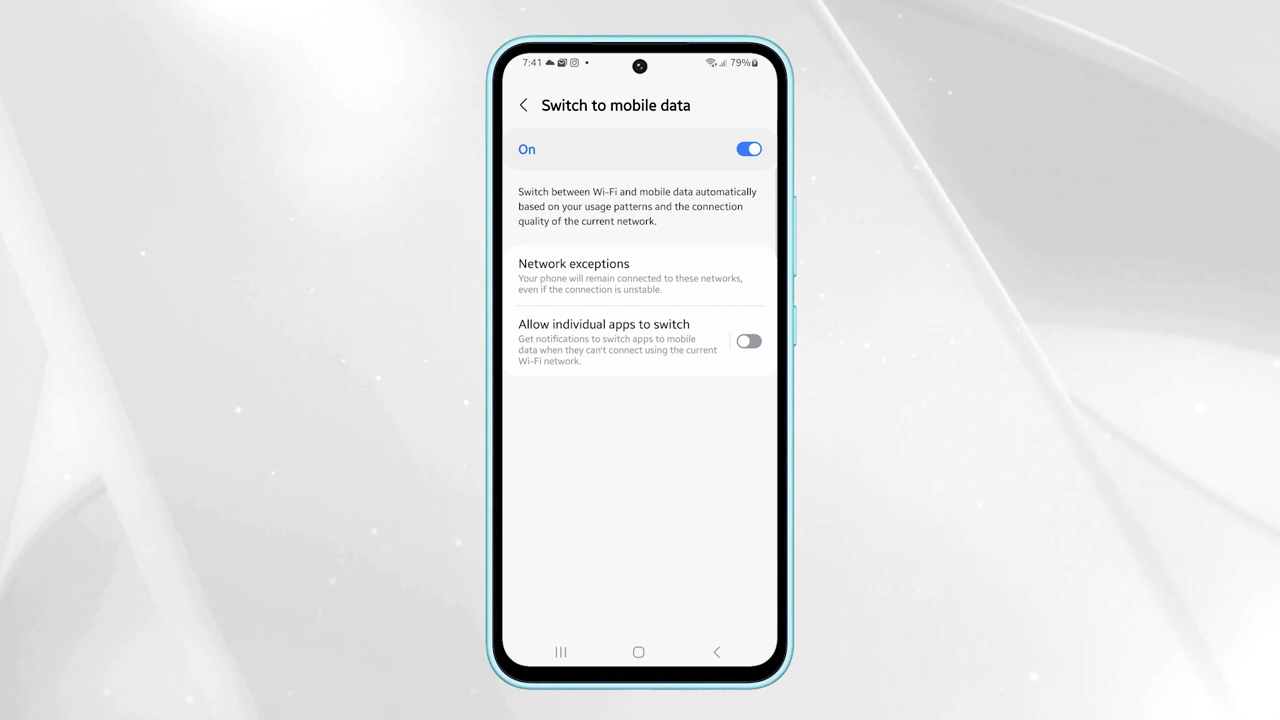 7:41 79%
Switch to mobile data
On
Switch between Wi-Fi and mobile data automatically
based on your usage patterns and the connection
quality of the current network.
Network exceptions
Your phone will remain connected to these networks,
even if the connection is unstable.
Allow individual apps to switch
Get notifications to switch apps to mobile
data when they can't connect using the current
Wi-Fi network.